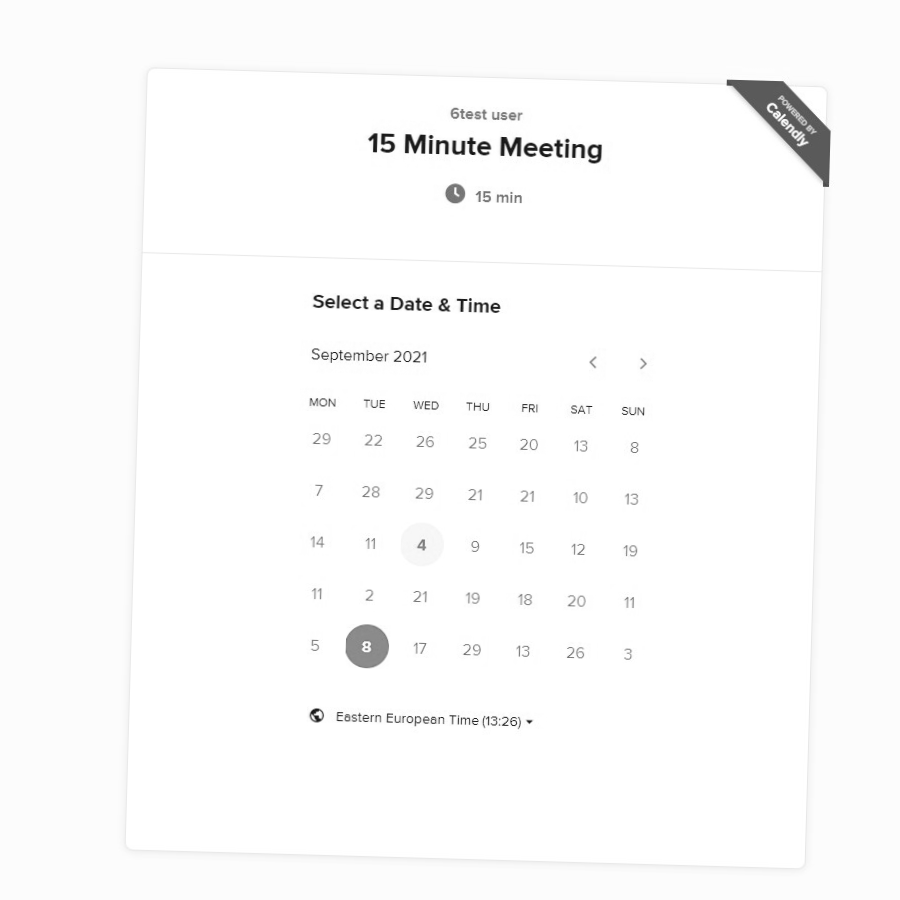 6test user
POWERED BY
Calendly
15 Minute Meeting
15 min
Select a Date & Time
September 2021
MON TUE WED THU FRI SAT SUN
29 22 26 25 20 13 8
7 28 29 21 21 10 13
14 11 4 9 15 12 19
11 2 21 19 18 20 11
5 8 17 29 13 26 3
Eastern European Time (13:26)